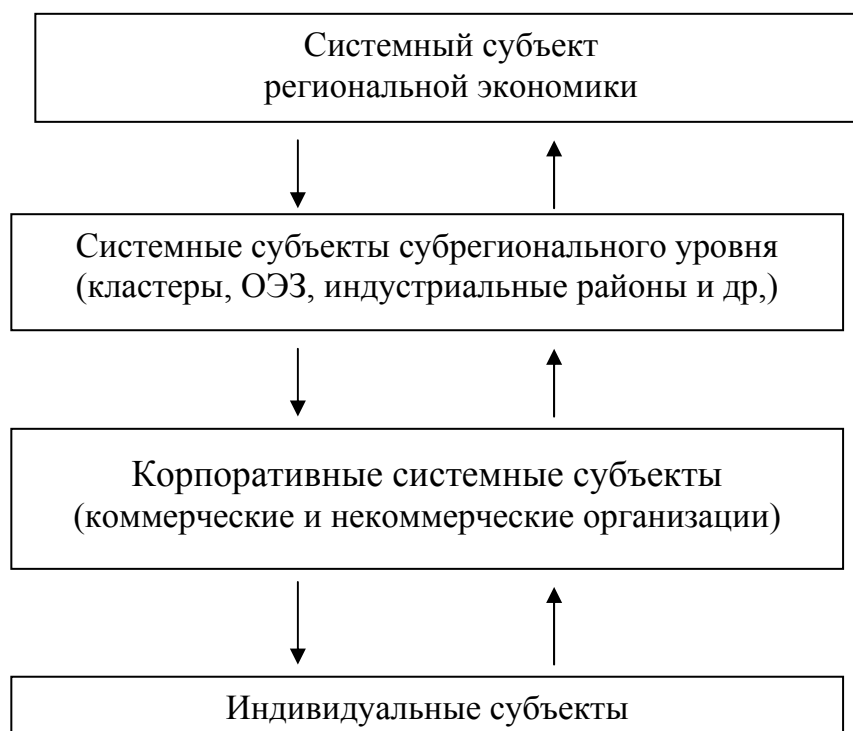 Системный субъект
региональной экономики
Системные субъекты субрегионального уровня
(кластеры, ОЭЗ, индустриальные районы и др,)
Корпоративные системные субъекты
(коммерческие и некоммерческие организации)
Индивидуальные субъекты